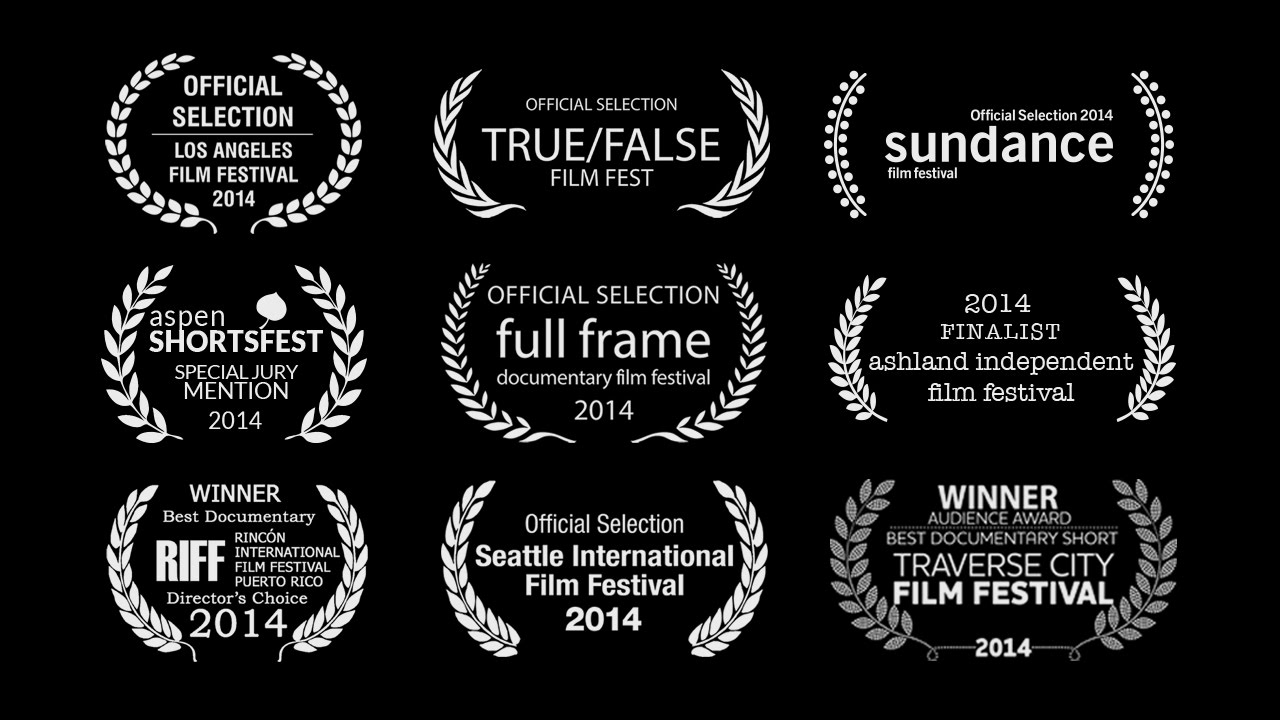 OFFICIAL
SELECTION
LOS ANGELES
FILM FESTIVAL
2014
OFFICIAL SELECTION
TRUE/FALSE
FILM FEST
Official Selection 2014
sundance
film festival
aspen
SHORTSFEST
SPECIAL JURY
MENTION
2014
OFFICIAL SELECTION
full frame
documentary film festival
2014
2014
FINALIST
ashland independent
film festival
WINNER
Best Documentary
RIFF
RINCÓN
INTERNATIONAL
FILM FESTIVAL
PUERTO RICO
Director's Choice
2014
Official Selection
Seattle International
Film Festival
2014
WINNER
AUDIENCE AWARD
BEST DOCUMENTARY SHORT
TRAVERSE CITY
FILM FESTIVAL
2014